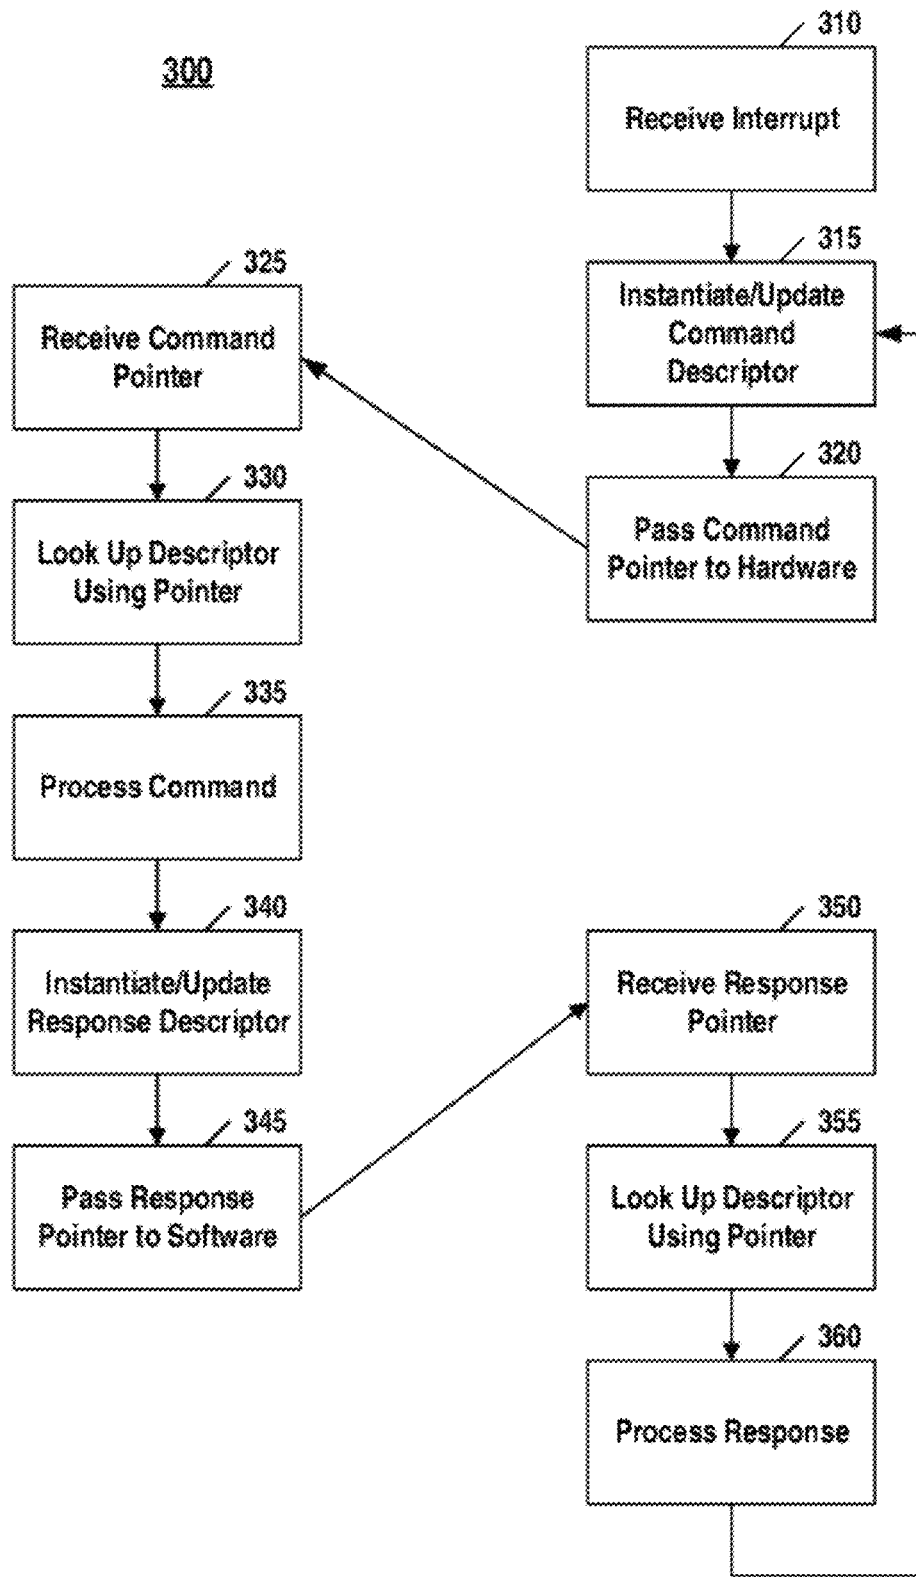 300
310
Receive Interrupt
315
Instantiate/Update
Command
Descriptor
320
Pass Command
Pointer to Hardware
325
Receive Command
Pointer
330
Look Up Descriptor
Using Pointer
335
Process Command
340
Instantiate/Update
Response Descriptor
345
Pass Response
Pointer to Software
350
Receive Response
Pointer
355
Look Up Descriptor
Using Pointer
360
Process Response